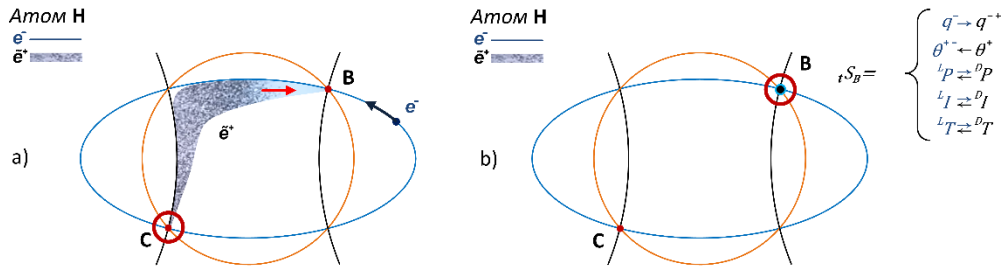 Атом H
e⁻
ẽ⁺
B
e⁻
ẽ⁺
a)
C
Атом H
e⁻
ẽ⁺
B
b)
C
ₜS_B =
q⁻ → q⁻⁺
θ⁺⁻ ← θ⁺
ᴸP ⇄ ᴰP
ᴸI ⇄ ᴰI
ᴸT ⇄ ᴰT